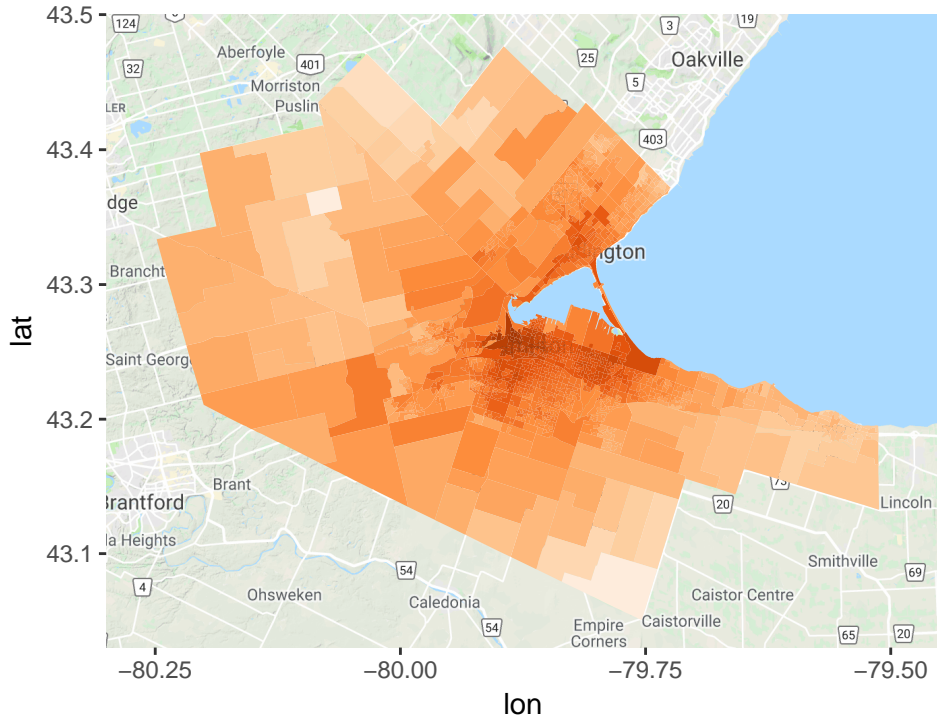 43.5
124
6
19
3
Aberfoyle
25
Oakville
401
32
5
Morriston
Puslin
LER
403
43.4
dge
ington
Brancht
43.3
lat
Saint George
43.2
73
Brant
Brantford
20
Lincoln
la Heights
43.1
Smithville
54
69
4
Ohsweken
Caistor Centre
Caledonia
Empire
Corners
Caistorville
54
65
20
−80.25
−80.00
−79.75
−79.50
lon